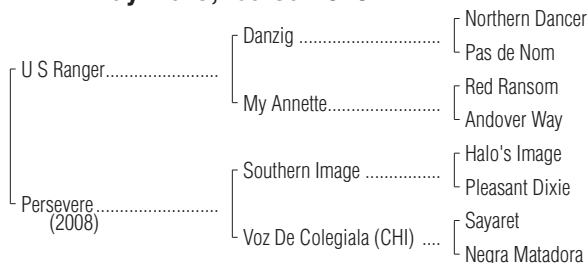 Northern Dancer
Danzig ................................
Pas de Nom
U S Ranger..........................
Red Ransom
My Annette..........................
Andover Way
Halo's Image
Southern Image .................
Pleasant Dixie
Persevere............................
(2008)
Sayaret
Voz De Colegiala (CHI) ....
Negra Matadora